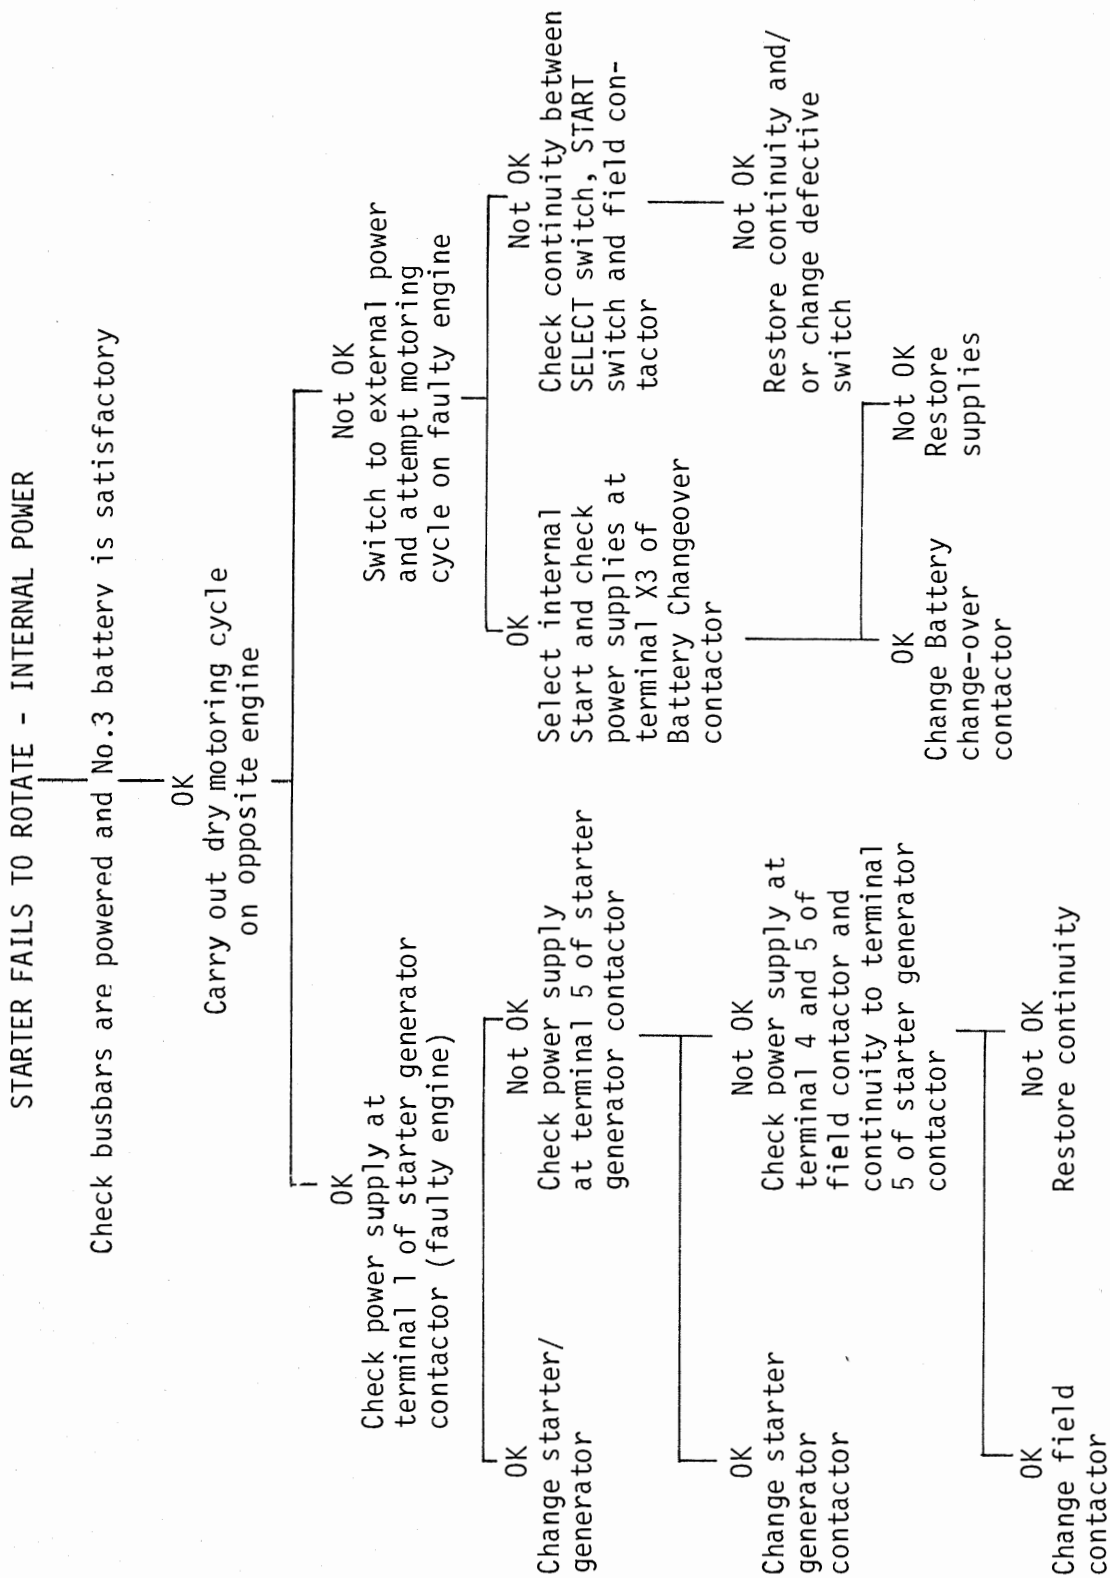 STARTER FAILS TO ROTATE - INTERNAL POWER
Check busbars are powered and No.3 battery is satisfactory
OK
Carry out dry motoring cycle
on opposite engine
OK
Check power supply at
terminal 1 of starter generator
contactor (faulty engine)
Not OK
Switch to external power
and attempt motoring
cycle on faulty engine
OK
Change starter/
generator
Not OK
Check power supply
at terminal 5 of starter
generator contactor
OK
Select internal
Start and check
power supplies at
terminal X3 of
Battery Changeover
contactor
Not OK
Check continuity between
SELECT switch, START
switch and field con-
tactor
OK
Change starter
generator
contactor
Not OK
Check power supply at
terminal 4 and 5 of
field contactor and
continuity to terminal
5 of starter generator
contactor
Not OK
Restore continuity and/
or change defective
switch
OK
Change Battery
change-over
contactor
Not OK
Restore
supplies
OK
Change field
contactor
Not OK
Restore continuity